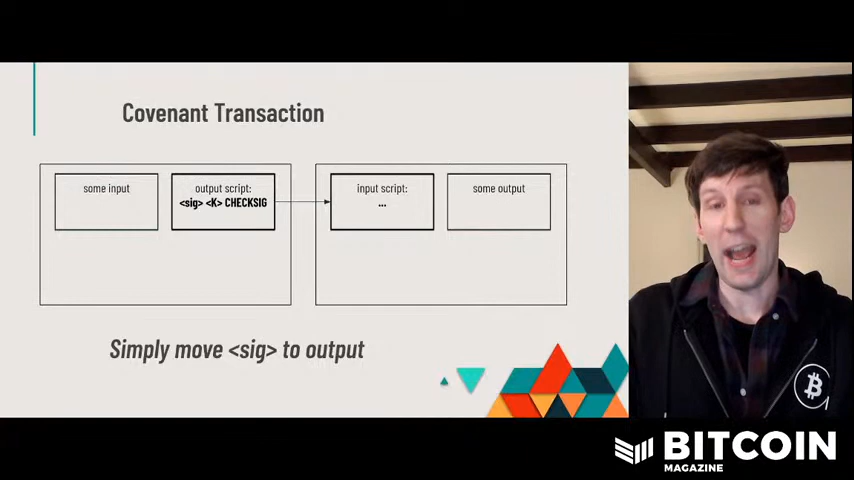 Covenant Transaction
some input
output script:
<sig> <K> CHECKSIG
input script:
...
some output
Simply move <sig> to output
BITCOIN
MAGAZINE